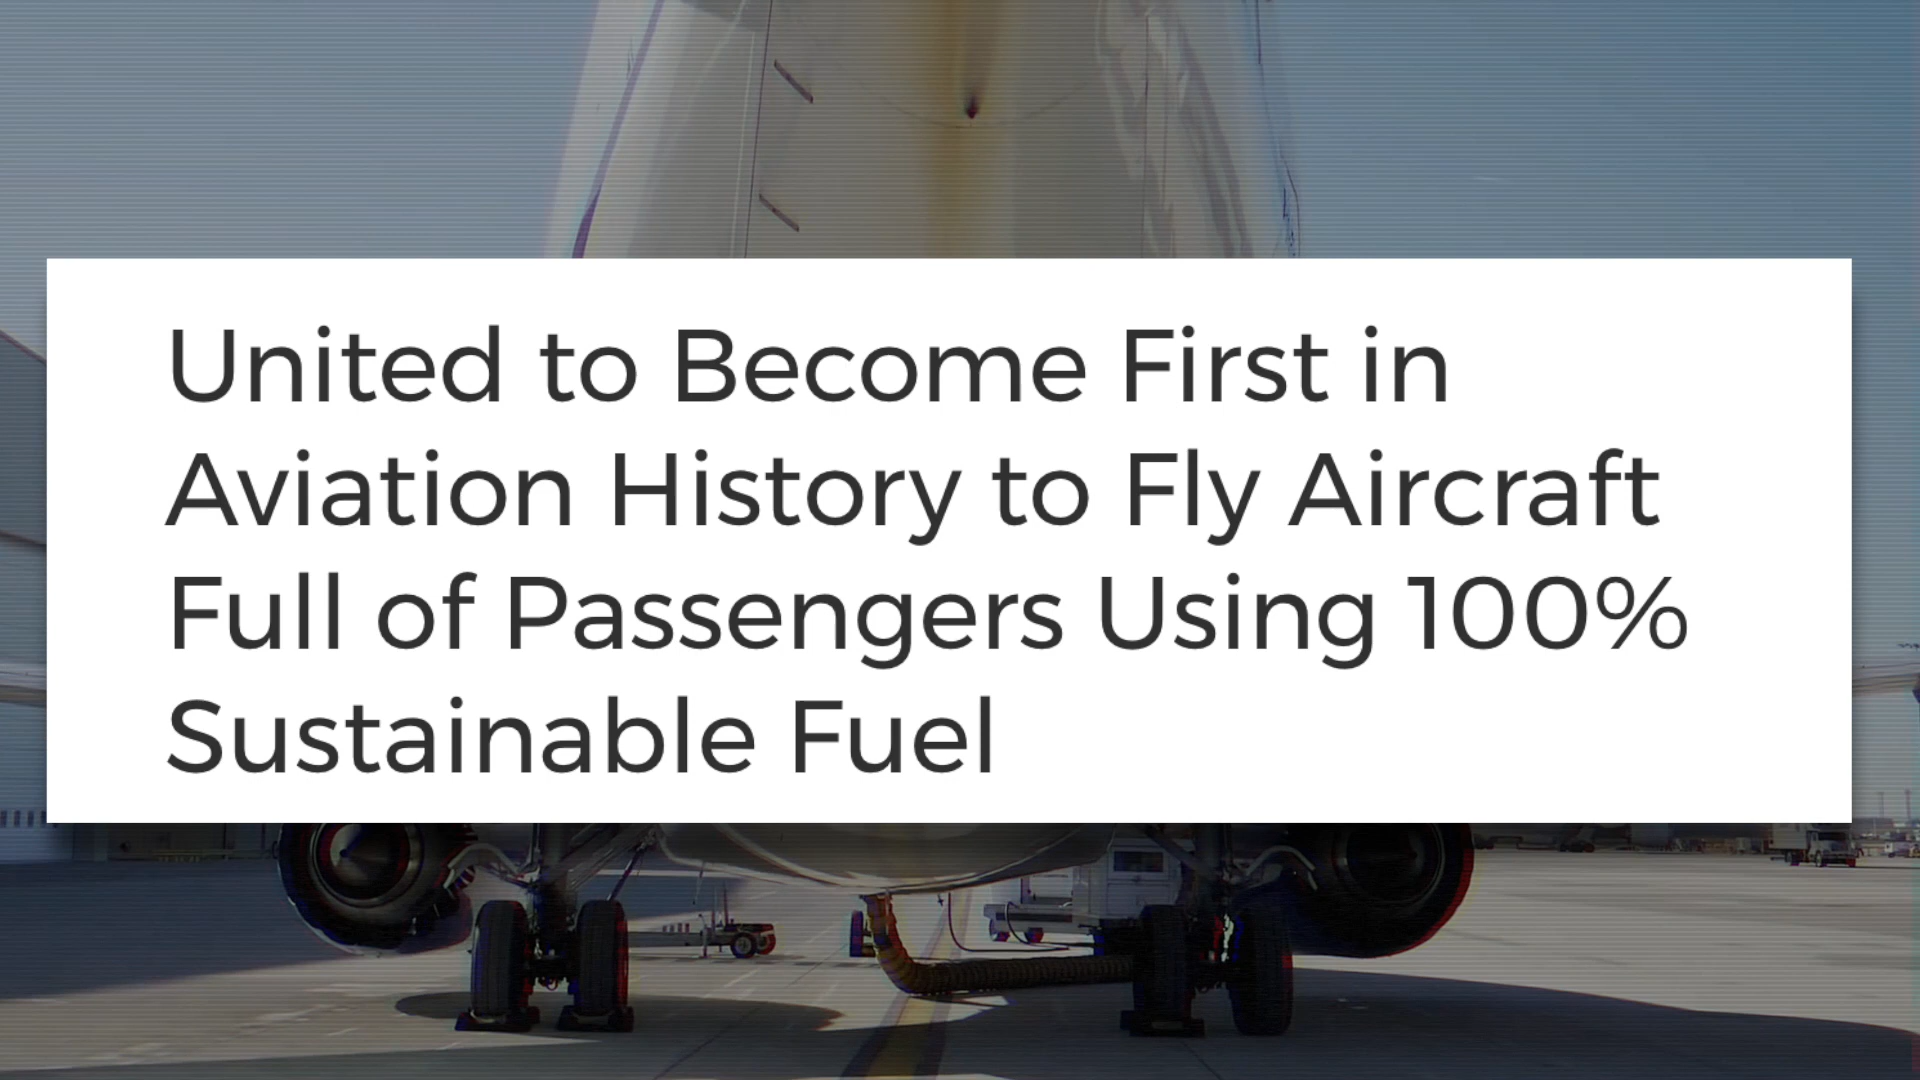 United to Become First in
Aviation History to Fly Aircraft
Full of Passengers Using 100%
Sustainable Fuel